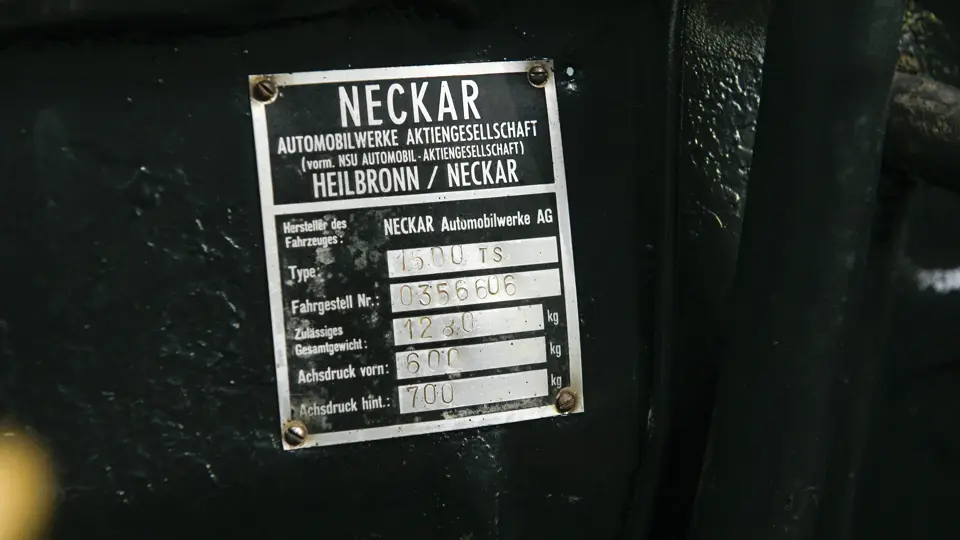 NECKAR
AUTOMOBILWERKE AKTIENGESELLSCHAFT
(vorm. NSU AUTOMOBIL-AKTIENGESELLSCHAFT)
HEILBRONN / NECKAR
Hersteller des
Fahrzeuges: NECKAR Automobilwerke AG
Type: 1500 TS
Fahrgestell Nr.: 0356606
Zulässiges
Gesamtgewicht: 1280 kg
Achsdruck vorn: 600 kg
Achsdruck hint.: 700 kg